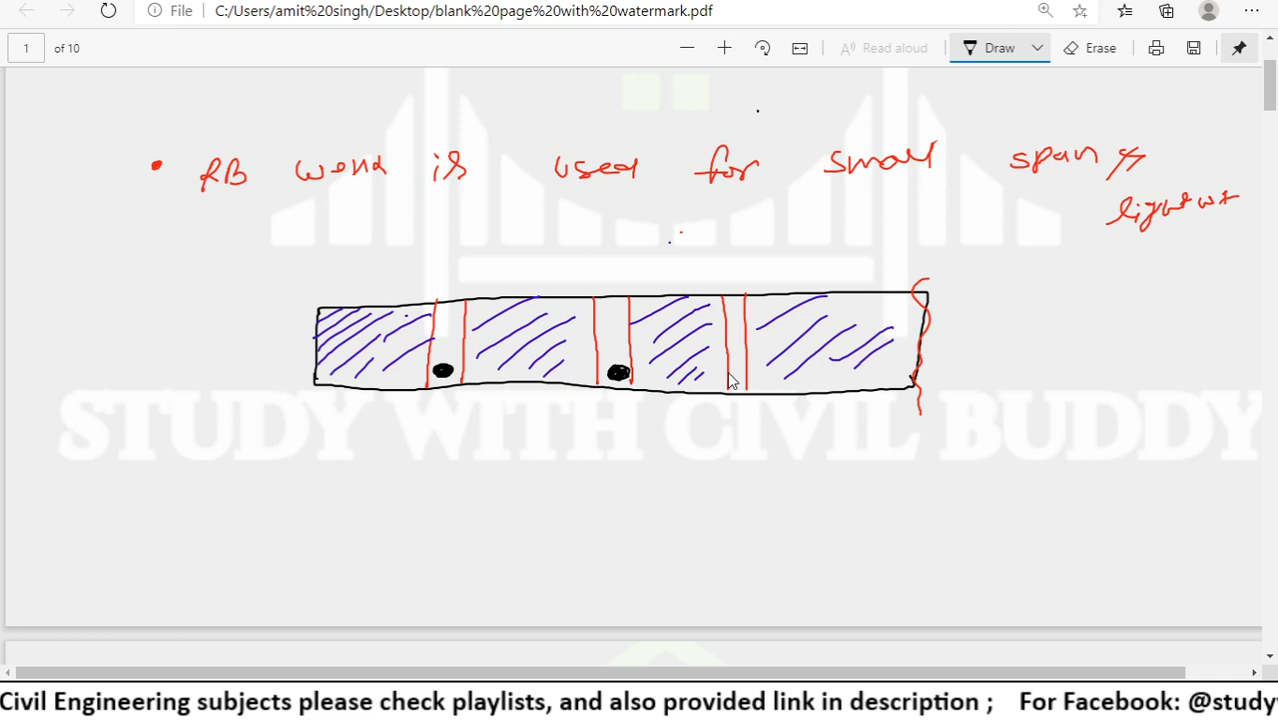 File C:/Users/amit%20singh/Desktop/blank%20page%20with%20watermark.pdf
1 of 10 Read aloud Draw Erase
• RB work is used for small span &
light wt
STUDY WITH CIVIL BUDDY
Civil Engineering subjects please check playlists, and also provided link in description ; For Facebook: @study